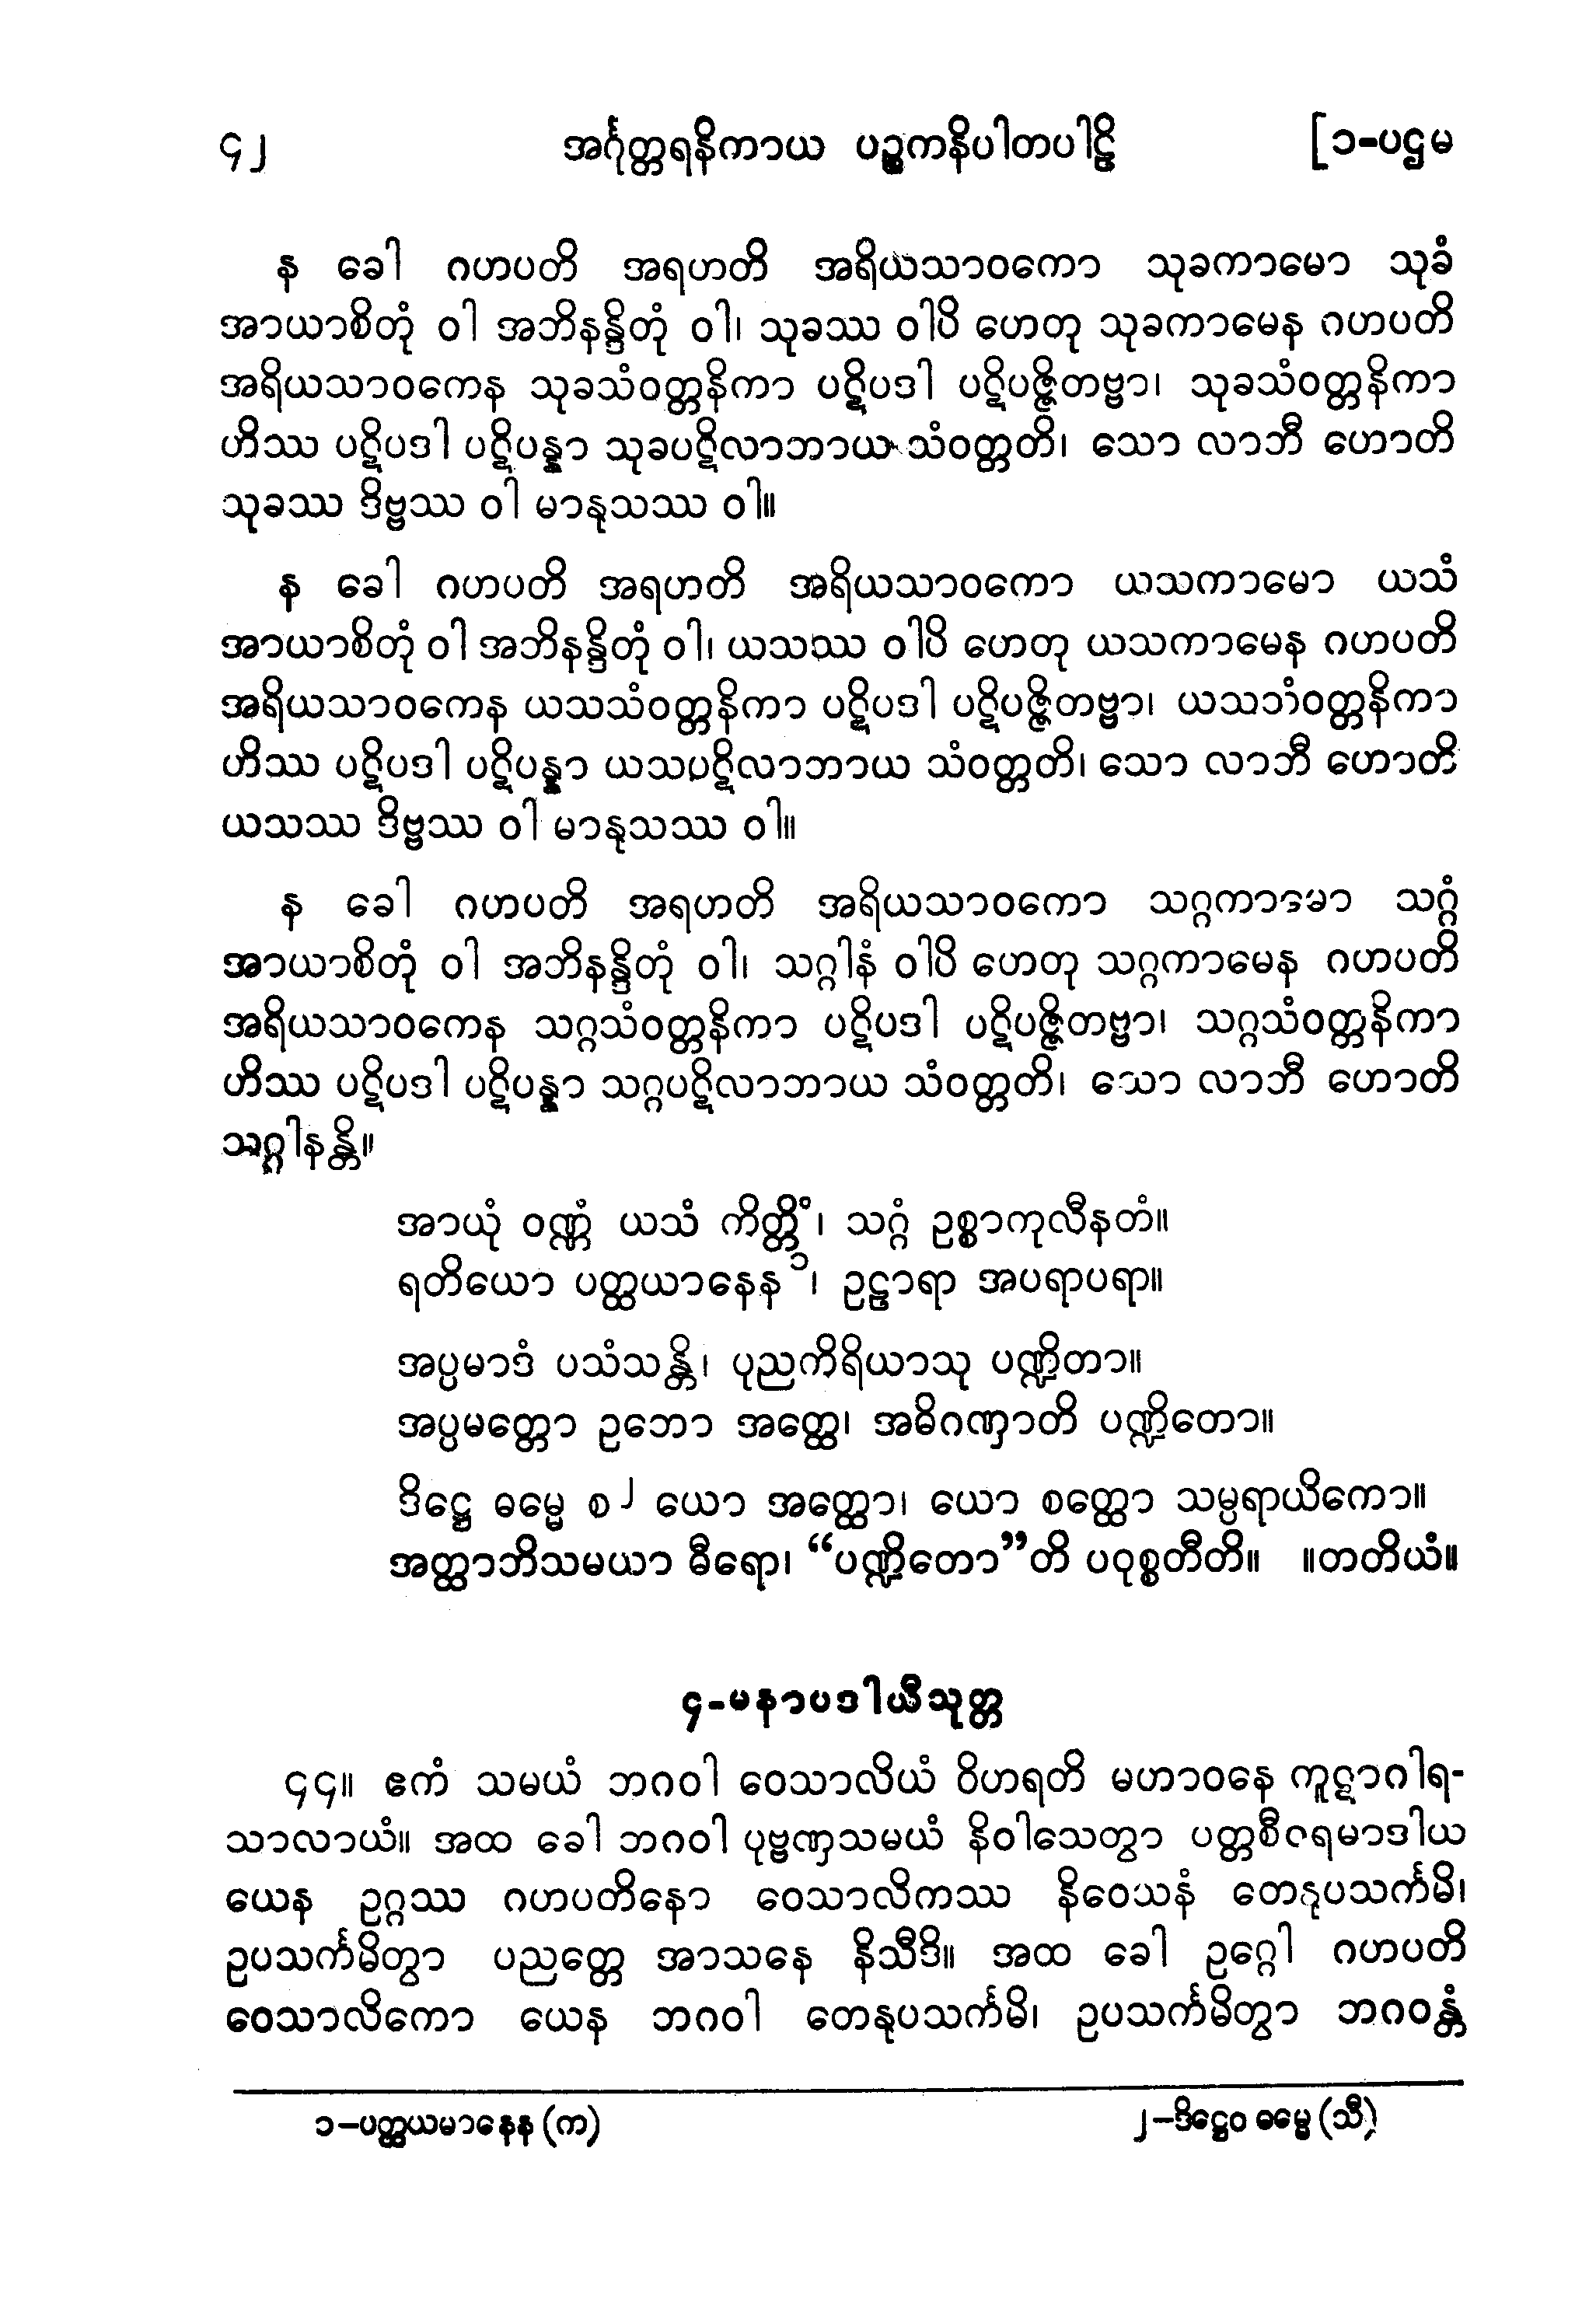 ၄၂ အင်္ဂုတ္တရနိကာယ ပဉ္စကနိပါတပါဠိ [၁-ပဌမ
န ခေါ ဂဟပတိ အရဟတိ အရိယသာဝကော သုခကာမော သုခံ
အာယာစိတုံ ဝါ အဘိနန္ဒိတုံ ဝါ၊ သုခဿ ဝါပိ ဟေတု သုခကာမေန ဂဟပတိ
အရိယသာဝကေန သုခသံဝတ္တနိကာ ပဋိပဒါ ပဋိပဇ္ဇိတဗ္ဗာ၊ သုခသံဝတ္တနိကာ
ဟိဿ ပဋိပဒါ ပဋိပန္နာ သုခပဋိလာဘာယ သံဝတ္တတိ၊ သော လာဘီ ဟောတိ
သုခဿ ဒိဗ္ဗဿ ဝါ မာနုသဿ ဝါ။
န ခေါ ဂဟပတိ အရဟတိ အရိယသာဝကော ယသကာမော ယသံ
အာယာစိတုံ ဝါ အဘိနန္ဒိတုံ ဝါ၊ ယသဿ ဝါပိ ဟေတု ယသကာမေန ဂဟပတိ
အရိယသာဝကေန ယသသံဝတ္တနိကာ ပဋိပဒါ ပဋိပဇ္ဇိတဗ္ဗာ၊ ယသသံဝတ္တနိကာ
ဟိဿ ပဋိပဒါ ပဋိပန္နာ ယသပဋိလာဘာယ သံဝတ္တတိ၊ သော လာဘီ ဟောတိ
ယသဿ ဒိဗ္ဗဿ ဝါ မာနုသဿ ဝါ။
န ခေါ ဂဟပတိ အရဟတိ အရိယသာဝကော သဂ္ဂကာမော သဂ္ဂံ
အာယာစိတုံ ဝါ အဘိနန္ဒိတုံ ဝါ၊ သဂ္ဂါနံ ဝါပိ ဟေတု သဂ္ဂကာမေန ဂဟပတိ
အရိယသာဝကေန သဂ္ဂသံဝတ္တနိကာ ပဋိပဒါ ပဋိပဇ္ဇိတဗ္ဗာ၊ သဂ္ဂသံဝတ္တနိကာ
ဟိဿ ပဋိပဒါ ပဋိပန္နာ သဂ္ဂပဋိလာဘာယ သံဝတ္တတိ၊ သော လာဘီ ဟောတိ
သဂ္ဂါနန္တိ။
အာယုံ ဝဏ္ဏံ ယသံ ကိတ္တိံ၊ သဂ္ဂံ ဥစ္စာကုလီနတံ။
ရတိယော ပတ္ထယာနေန ၁၊ ဥဠာရာ အပရာပရာ။
အပ္ပမာဒံ ပသံသန္တိ၊ ပုညကိရိယာသု ပဏ္ဍိတာ။
အပ္ပမတ္တော ဥဘော အတ္ထေ၊ အဓိဂဏှာတိ ပဏ္ဍိတော။
ဒိဋ္ဌေ ဓမ္မေ စ ၂ ယော အတ္ထော၊ ယော စတ္ထော သမ္ပရာယိကော။
အတ္ထာဘိသမယာ ဓီရော၊ “ပဏ္ဍိတော”တိ ပဝုစ္စတီတိ။ ။တတိယံ။
၄-မနာပဒါယီသုတ္တ
၄၄။ ဧကံ သမယံ ဘဂဝါ ဝေသာလိယံ ဝိဟရတိ မဟာဝနေ ကူဋာဂါရ-
သာလာယံ။ အထ ခေါ ဘဂဝါ ပုဗ္ဗဏှသမယံ နိဝါသေတွာ ပတ္တစီဝရမာဒါယ
ယေန ဥဂ္ဂဿ ဂဟပတိနော ဝေသာလိကဿ နိဝေသနံ တေနုပသင်္ကမိ၊
ဥပသင်္ကမိတွာ ပညတ္တေ အာသနေ နိသီဒိ။ အထ ခေါ ဥဂ္ဂေါ ဂဟပတိ
ဝေသာလိကော ယေန ဘဂဝါ တေနုပသင်္ကမိ၊ ဥပသင်္ကမိတွာ ဘဂဝန္တံ
၁-ပတ္ထယမာနေန (က) ၂-ဒိဋ္ဌေဝ ဓမ္မေ (သီ)